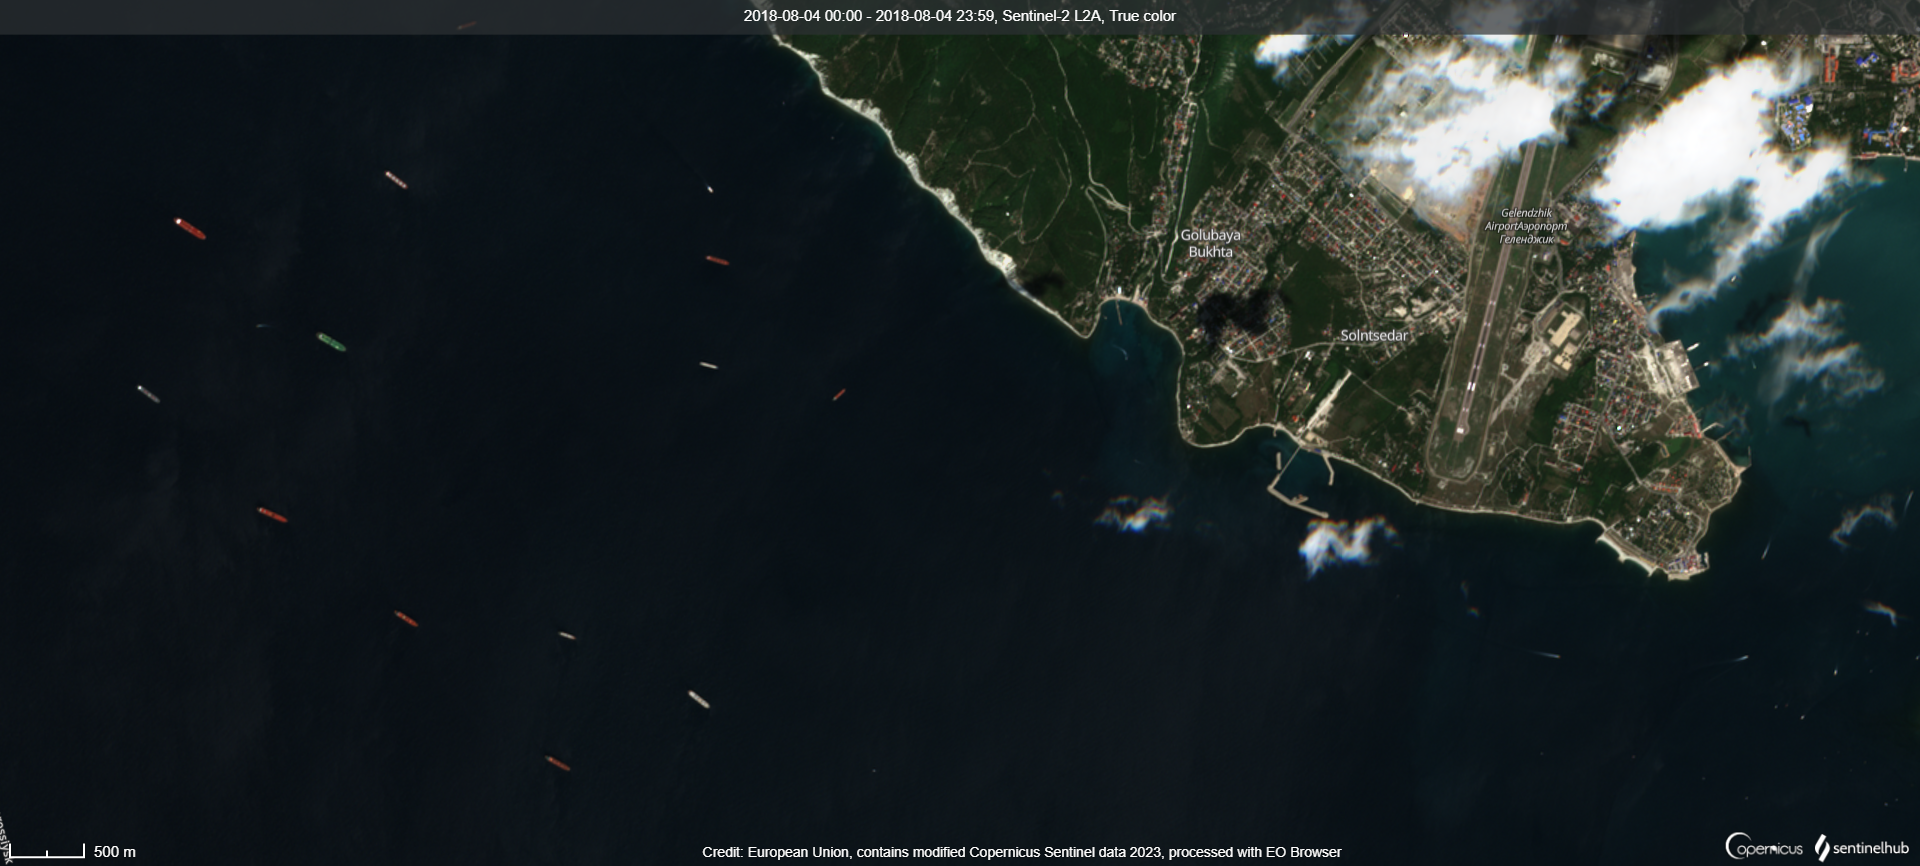 2018-08-04 00:00 - 2018-08-04 23:59, Sentinel-2 L2A, True color
Gelendzhik
AirportАэропорт
Геленджик
Golubaya
Bukhta
Solntsedar
500 m
Credit: European Union, contains modified Copernicus Sentinel data 2023, processed with EO Browser
Copernicus
sentinelhub